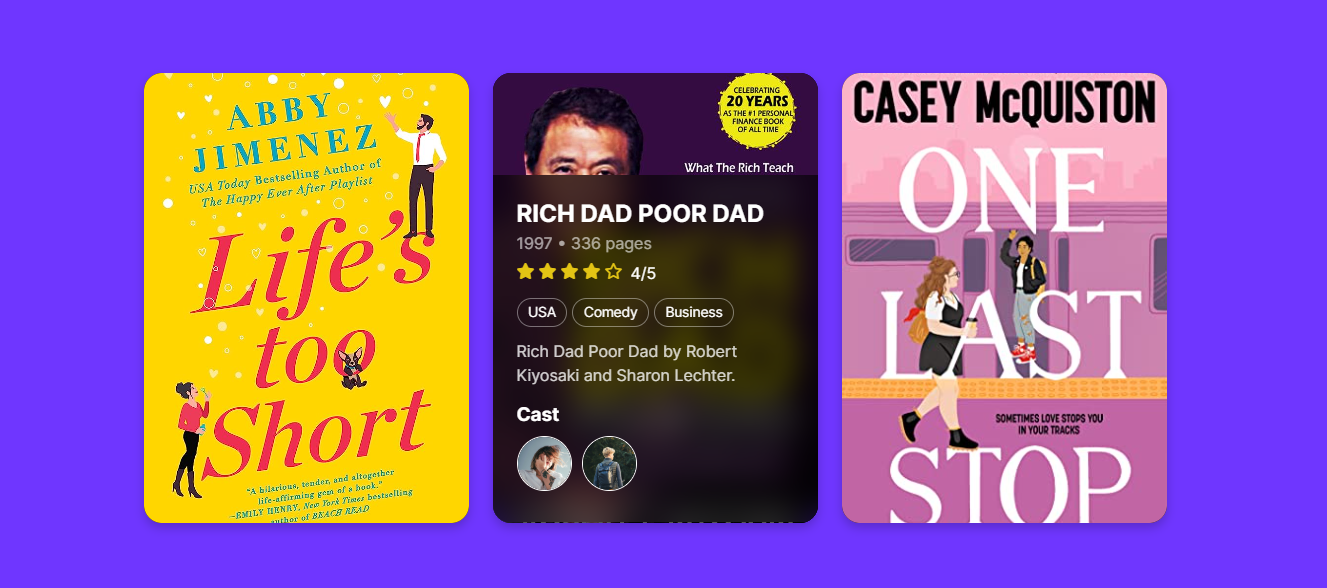 ABBY
JIMENEZ
USA Today Bestselling Author of
The Happy Ever After Playlist
Life's
too
Short
"A hilarious, tender, and altogether
life-affirming gem of a book."
—EMILY HENRY, New York Times bestselling
author of BEACH READ
CELEBRATING
20 YEARS
AS THE #1 PERSONAL
FINANCE BOOK
OF ALL TIME
What The Rich Teach
RICH DAD POOR DAD
1997 • 336 pages
4/5
USA Comedy Business
Rich Dad Poor Dad by Robert
Kiyosaki and Sharon Lechter.
Cast
CASEY McQUISTON
ONE
LAST
SOMETIMES LOVE STOPS YOU
IN YOUR TRACKS
STOP